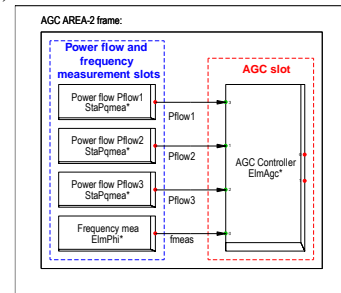 AGC AREA-2 frame:
Power flow and
frequency
measurement slots
AGC slot
Power flow Pflow1
StaPqmea*
Pflow1
Power flow Pflow2
StaPqmea*
Pflow2
Power flow Pflow3
StaPqmea*
Pflow3
Frequency mea
ElmPhi*
fmeas
AGC Controller
ElmAgc*